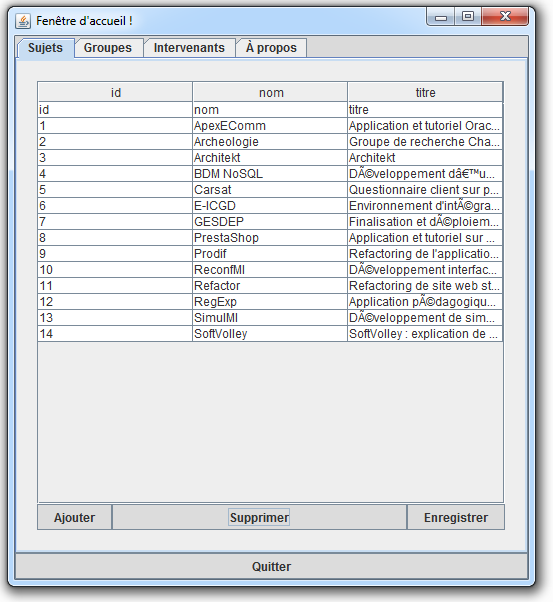 Fenêtre d'accueil !
Sujets Groupes Intervenants À propos
id nom titre
id nom titre
1 ApexEComm Application et tutoriel Orac...
2 Archeologie Groupe de recherche Cha...
3 Architekt Architekt
4 BDM NoSQL DÃ©veloppement dâ€™u...
5 Carsat Questionnaire client sur p...
6 E-ICGD Environnement d'intÃ©gra...
7 GESDEP Finalisation et dÃ©ploiem...
8 PrestaShop Application et tutoriel sur ...
9 Prodif Refactoring de l'applicatio...
10 ReconfMI DÃ©veloppement interfac...
11 Refactor Refactoring de site web st...
12 RegExp Application pÃ©dagogiqu...
13 SimulMI DÃ©veloppement de sim...
14 SoftVolley SoftVolley : explication de ...
Ajouter Supprimer Enregistrer
Quitter